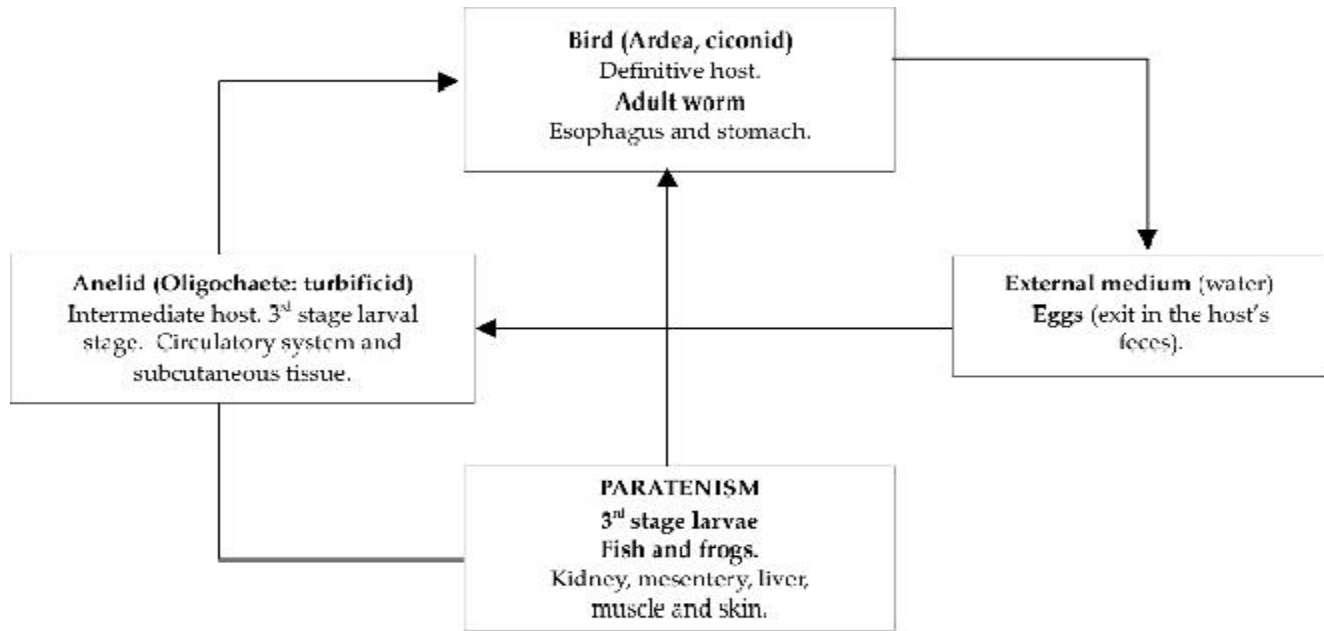 Bird (Ardea, ciconid)
Definitive host.
Adult worm
Esophagus and stomach.
Anelid (Oligochaete: turbificid)
Intermediate host. 3rd stage larval
stage. Circulatory system and
subcutaneous tissue.
External medium (water)
Eggs (exit in the host's
feces).
PARATENISM
3rd stage larvae
Fish and frogs.
Kidney, mesentery, liver,
muscle and skin.